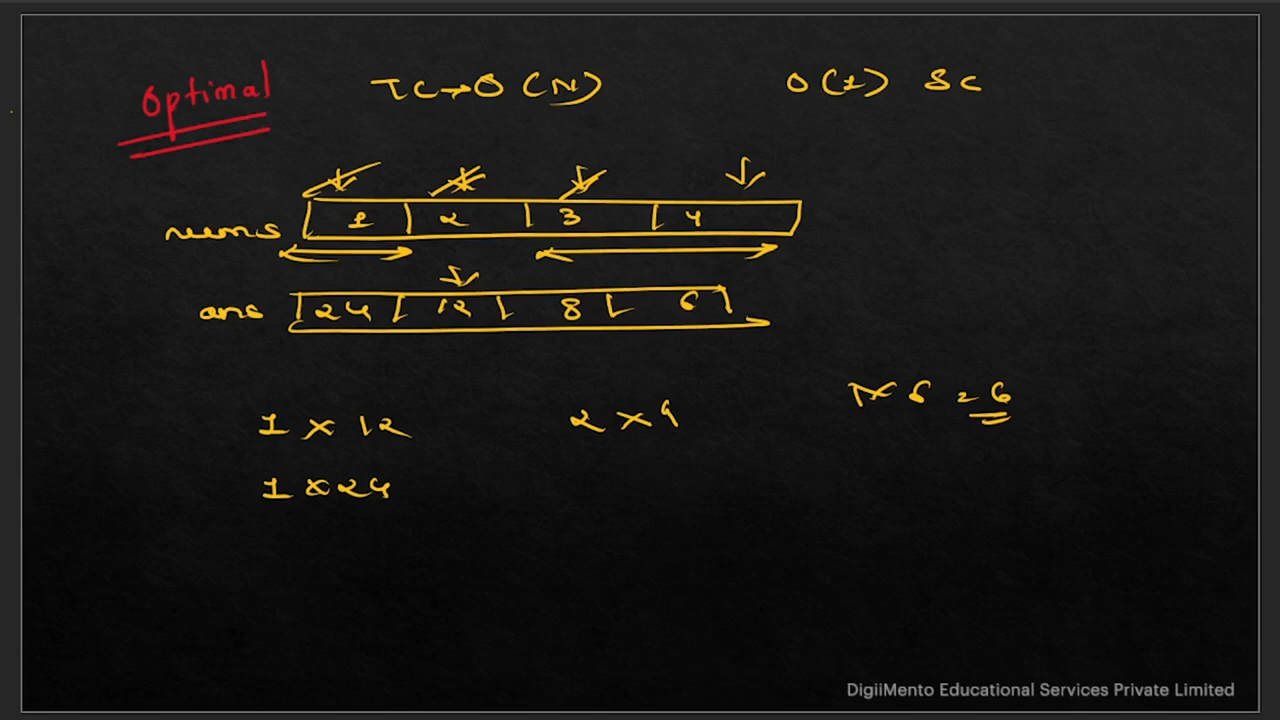 Optimal TC→O(N) O(1) SC
nums 1 2 3 4
ans 24 12 8 6
1 × 12 2 × 4 1× 6 = 6
1 × 24
DigiiMento Educational Services Private Limited